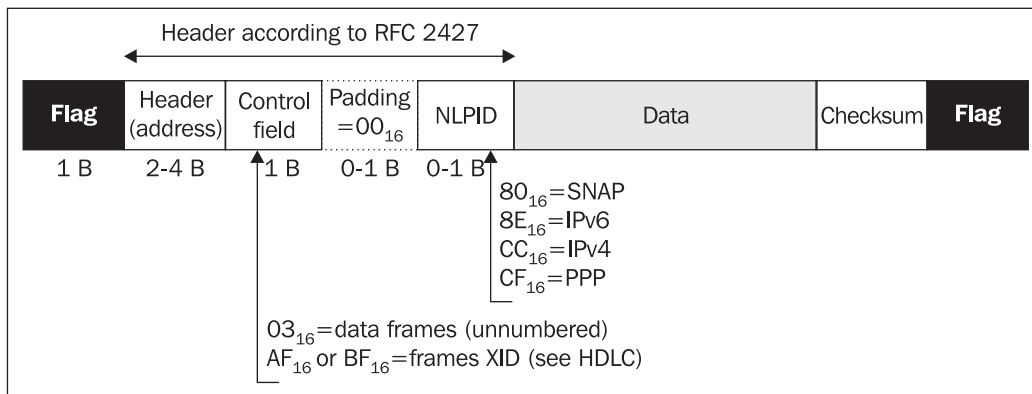 Header according to RFC 2427
Flag
Header
(address)
Control
field
Padding
=00₁₆
NLPID
Data
Checksum
Flag
1 B
2-4 B
1 B
0-1 B
0-1 B
80₁₆=SNAP
8E₁₆=IPv6
CC₁₆=IPv4
CF₁₆=PPP
03₁₆=data frames (unnumbered)
AF₁₆ or BF₁₆=frames XID (see HDLC)